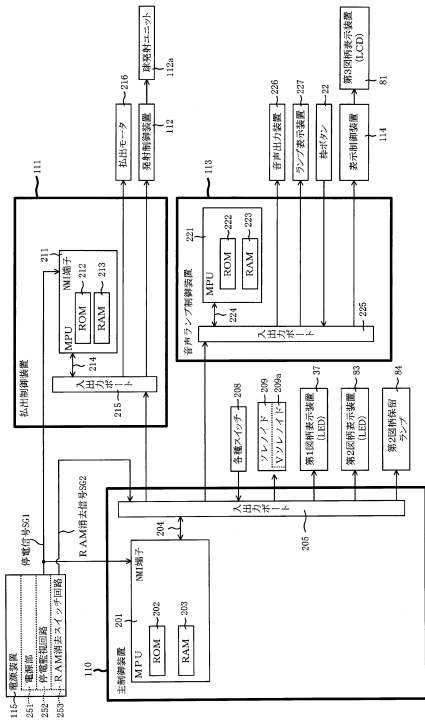 115
電源装置
251
電源部
252
停電監視回路
253
RAM消去スイッチ回路
停電信号SG1
RAM消去信号SG2
110
主制御装置
201
MPU
NMI端子
ROM
202
RAM
203
204
入出力ポート
205
払出制御装置
111
211
MPU
NMI端子
ROM
212
RAM
213
214
入出力ポート
215
払出モータ
216
発射制御装置
112
球発射ユニット
112a
音声ランプ制御装置
113
221
MPU
ROM
222
RAM
223
224
入出力ポート
225
音声出力装置
226
ランプ表示装置
227
枠ボタン
22
表示制御装置
114
第3図柄表示装置
(LCD)
81
各種スイッチ
208
ソレノイド
209
Vソレノイド
209a
第1図柄表示装置
(LED)
37
第2図柄表示装置
(LED)
83
第2図柄保留
ランプ
84